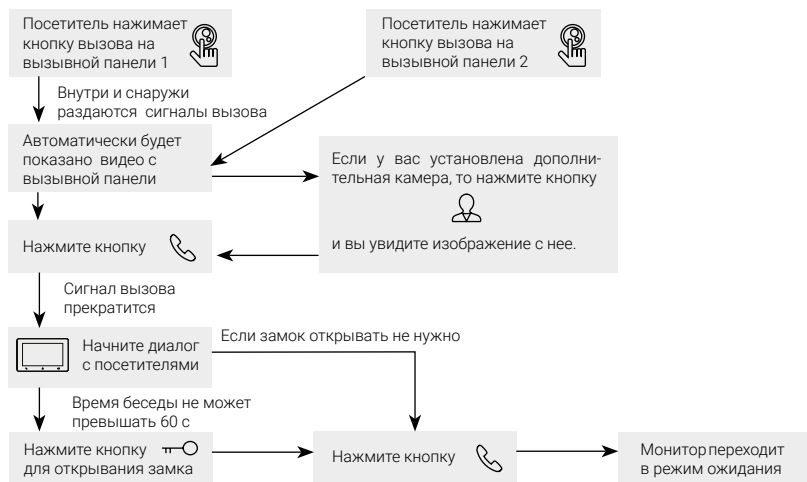 Посетитель нажимает
кнопку вызова на
вызывной панели 1
Посетитель нажимает
кнопку вызова на
вызывной панели 2
Внутри и снаружи
раздаются сигналы вызова
Автоматически будет
показано видео с
вызывной панели
Если у вас установлена дополни-
тельная камера, то нажмите кнопку
и вы увидите изображение с нее.
Нажмите кнопку
Сигнал вызова
прекратится
Начните диалог
с посетителями
Если замок открывать не нужно
Время беседы не может
превышать 60 с
Нажмите кнопку
для открывания замка
Нажмите кнопку
Монитор переходит
в режим ожидания